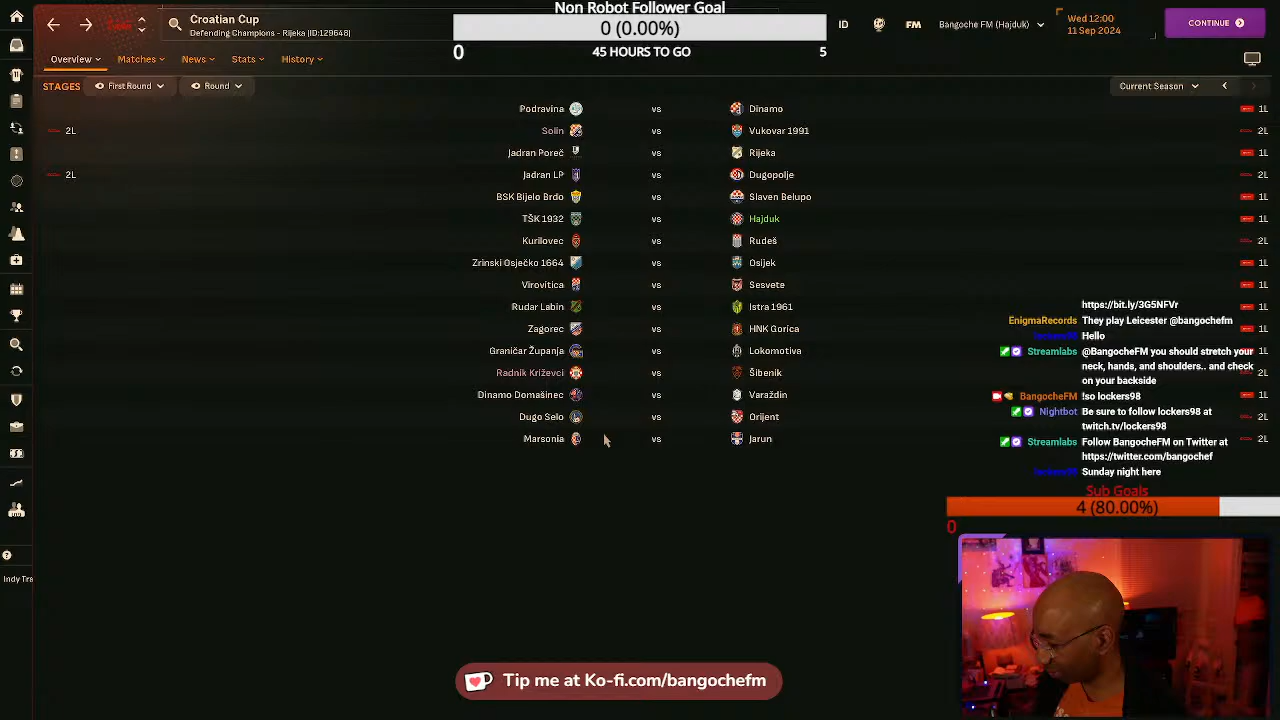 Non Robot Follower Goal
0 (0.00%)
0
45 HOURS TO GO
5
Croatian Cup
Defending Champions - Rijeka (ID:129648)
ID
FM
Bangoche FM (Hajduk)
Wed 12:00
11 Sep 2024
CONTINUE
Overview
Matches
News
Stats
History
STAGES
First Round
Round
Current Season
Podravina vs Dinamo 1L
2L Solin vs Vukovar 1991 2L
Jadran Poreč vs Rijeka 1L
2L Jadran LP vs Dugopolje 2L
BSK Bijelo Brdo vs Slaven Belupo 1L
TŠK 1932 vs Hajduk 1L
Kurilovec vs Rudeš 2L
Zrinski Osječko 1664 vs Osijek 1L
Virovitica vs Sesvete 1L
Rudar Labin vs Istra 1961 1L
Zagorec vs HNK Gorica 1L
Graničar Županja vs Lokomotiva 1L
Radnik Križevci vs Šibenik 2L
Dinamo Domašinec vs Varaždin 1L
Dugo Selo vs Orijent 2L
Marsonia vs Jarun 2L
https://bit.ly/3G5NFVr
EnigmaRecords They play Leicester @bangochefm
lockers98 Hello
Streamlabs @BangocheFM you should stretch your
neck, hands, and shoulders.. and check
on your backside
BangocheFM !so lockers98
Nightbot Be sure to follow lockers98 at
twitch.tv/lockers98
Streamlabs Follow BangocheFM on Twitter at
https://twitter.com/bangochef
lockers98 Sunday night here
Sub Goals
4 (80.00%)
0
Indy Tra
Tip me at Ko-fi.com/bangochefm